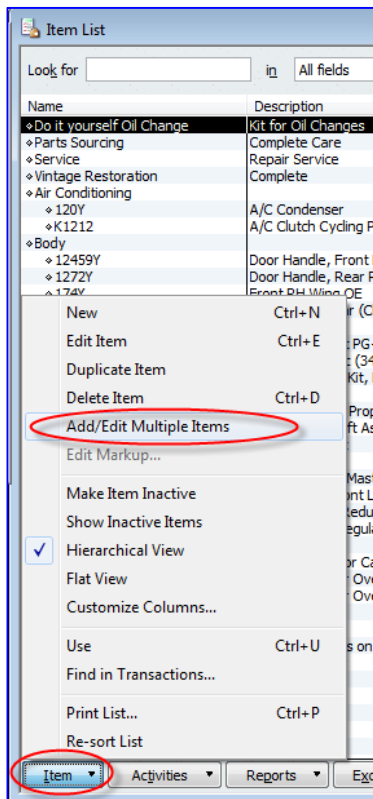 Item List
Look for in All fields
Name Description
Do it yourself Oil Change Kit for Oil Changes
Parts Sourcing Complete Care
Service Repair Service
Vintage Restoration Complete
Air Conditioning
120Y A/C Condenser
K1212 A/C Clutch Cycling P
Body
12459Y Door Handle, Front
1272Y Door Handle, Rear
174Y Front RH Wing OE
New Ctrl+N
Edit Item Ctrl+E
Duplicate Item
Delete Item Ctrl+D
Add/Edit Multiple Items
Edit Markup...
Make Item Inactive
Show Inactive Items
Hierarchical View
Flat View
Customize Columns...
Use Ctrl+U
Find in Transactions...
Print List... Ctrl+P
Re-sort List
Item Activities Reports